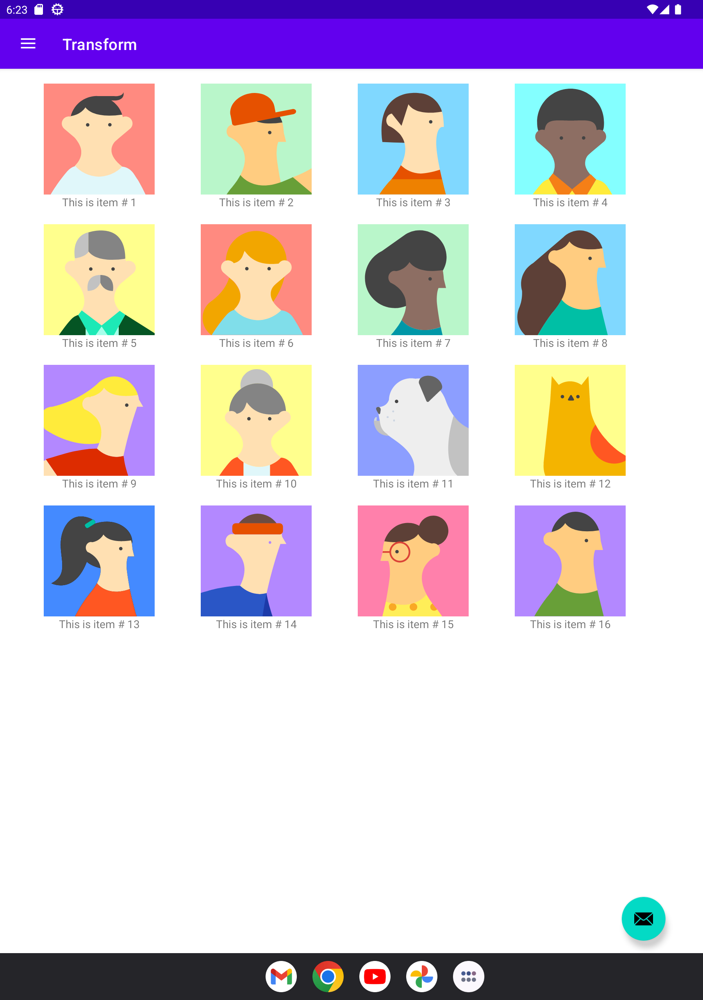 6:23
Transform
This is item # 1
This is item # 2
This is item # 3
This is item # 4
This is item # 5
This is item # 6
This is item # 7
This is item # 8
This is item # 9
This is item # 10
This is item # 11
This is item # 12
This is item # 13
This is item # 14
This is item # 15
This is item # 16